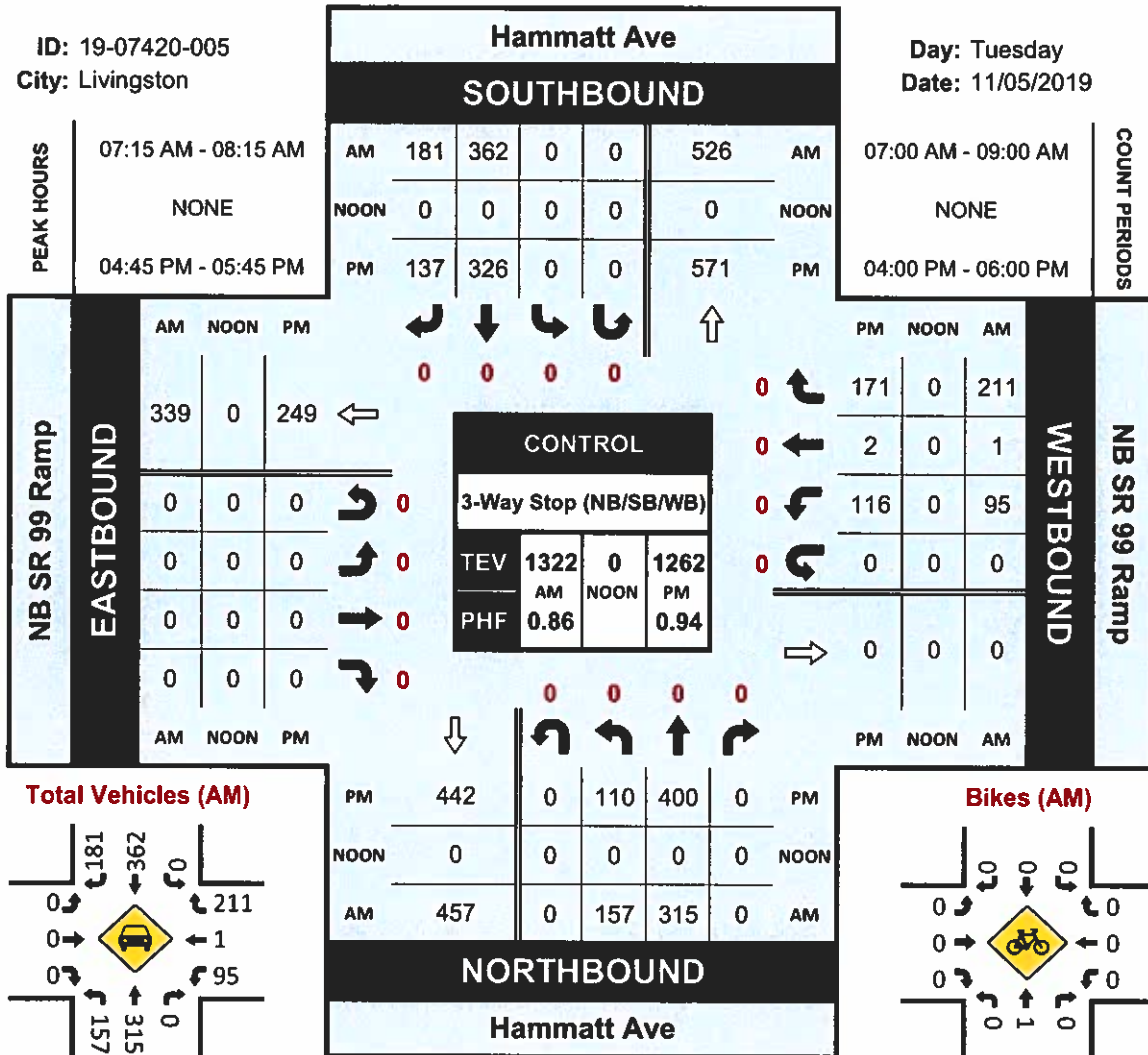 Hammatt Ave
ID: 19-07420-005
City: Livingston
Day: Tuesday
Date: 11/05/2019
SOUTHBOUND
PEAK HOURS
07:15 AM - 08:15 AM
NONE
04:45 PM - 05:45 PM
AM 181 362 0 0 526 AM
NOON 0 0 0 0 0 NOON
PM 137 326 0 0 571 PM
07:00 AM - 09:00 AM
NONE
04:00 PM - 06:00 PM
COUNT PERIODS
0 0 0 0
NB SR 99 Ramp
EASTBOUND
AM NOON PM
339 0 249
0 0 0 0
0 0 0 0
0 0 0 0
0 0 0 0
AM NOON PM
CONTROL
3-Way Stop (NB/SB/WB)
TEV 1322 0 1262
AM NOON PM
PHF 0.86 0.94
PM NOON AM
0 171 0 211
0 2 0 1
0 116 0 95
0 0 0 0
0 0 0
PM NOON AM
WESTBOUND
NB SR 99 Ramp
0 0 0 0
PM 442 0 110 400 0 PM
NOON 0 0 0 0 0 NOON
AM 457 0 157 315 0 AM
NORTHBOUND
Hammatt Ave
Total Vehicles (AM)
181 362 0
0 211
0 1
0 95
157 315 0
Bikes (AM)
0 0 0
0 0
0 0
0 0
0 1 0